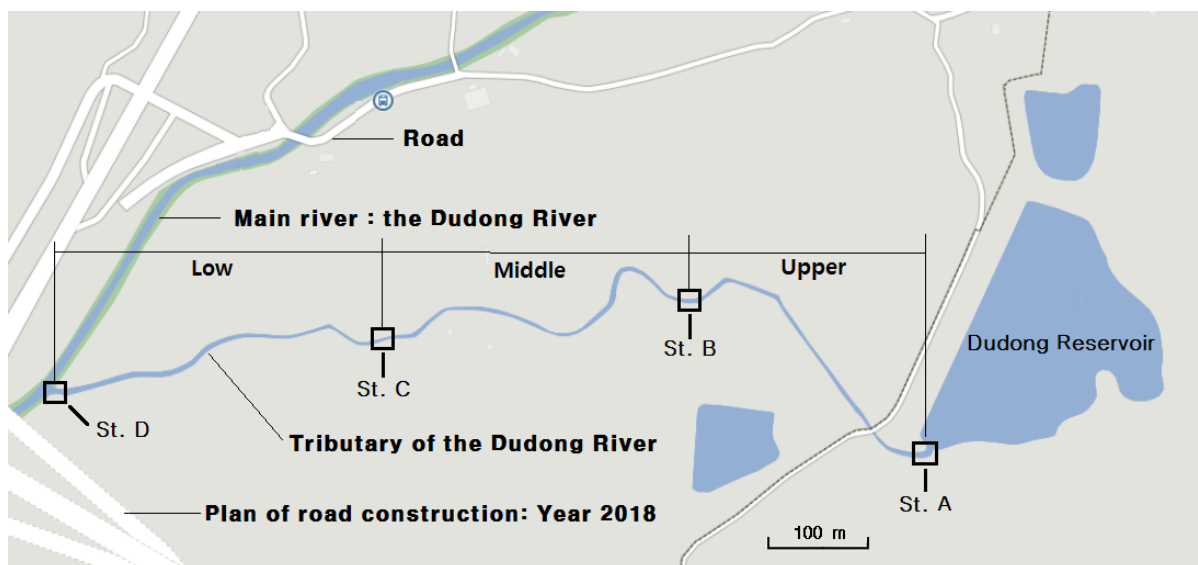 Road
Main river : the Dudong River
Low
Middle
Upper
St. B
Dudong Reservoir
St. C
St. D
Tributary of the Dudong River
St. A
Plan of road construction: Year 2018
100 m